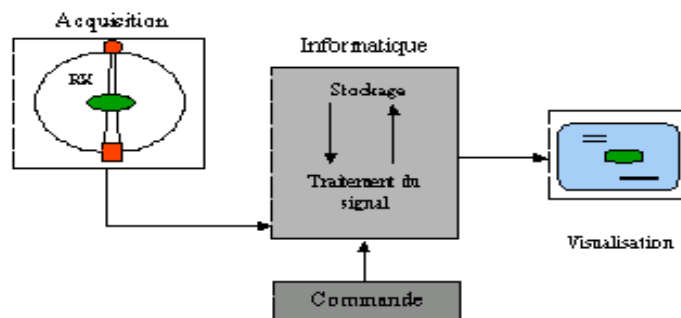 Acquisition
RX
Informatique
Stockage
Traitement du
signal
Visualisation
Commande